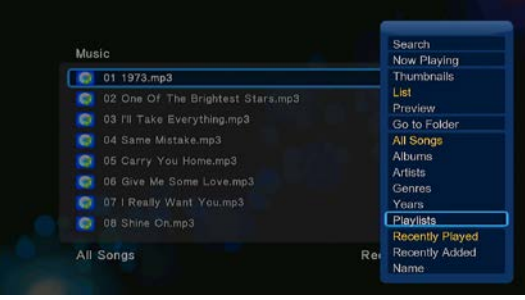 Music
01 1973.mp3
02 One Of The Brightest Stars.mp3
03 I'll Take Everything.mp3
04 Same Mistake.mp3
05 Carry You Home.mp3
06 Give Me Some Love.mp3
07 I Really Want You.mp3
08 Shine On.mp3
All Songs
Rec
Search
Now Playing
Thumbnails
List
Preview
Go to Folder
All Songs
Albums
Artists
Genres
Years
Playlists
Recently Played
Recently Added
Name